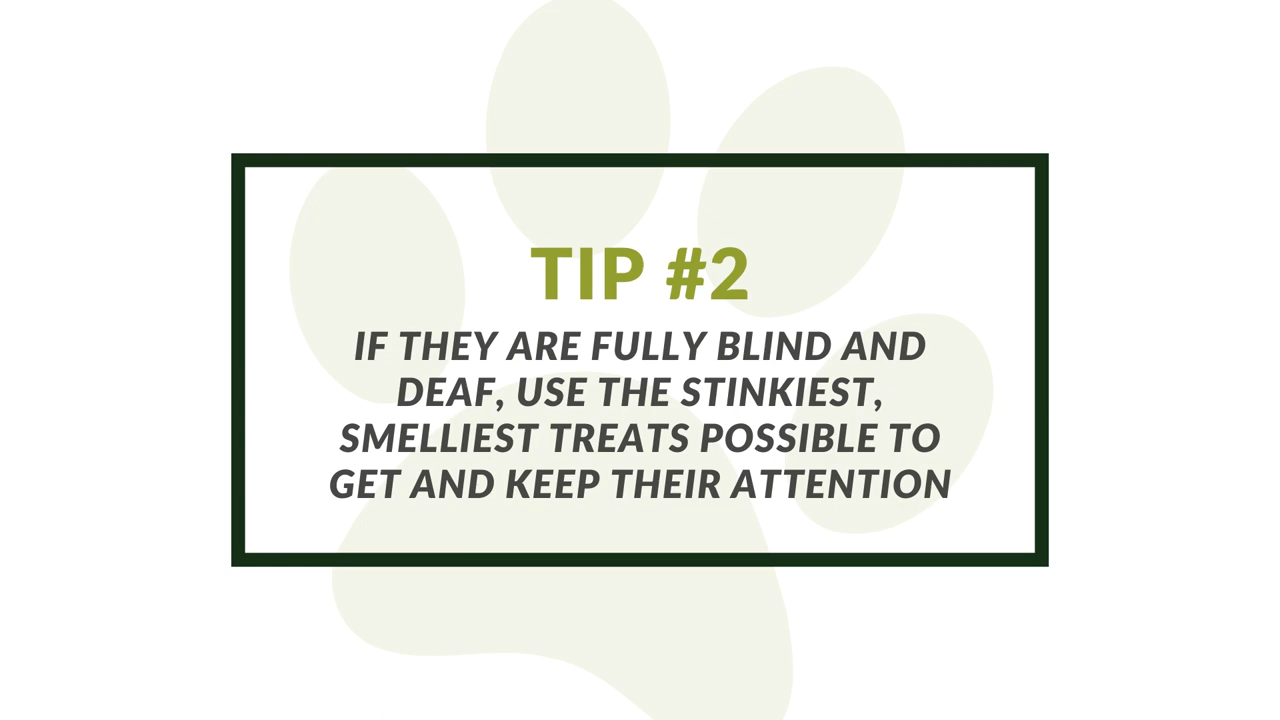 TIP #2
IF THEY ARE FULLY BLIND AND
DEAF, USE THE STINKIEST,
SMELLIEST TREATS POSSIBLE TO
GET AND KEEP THEIR ATTENTION